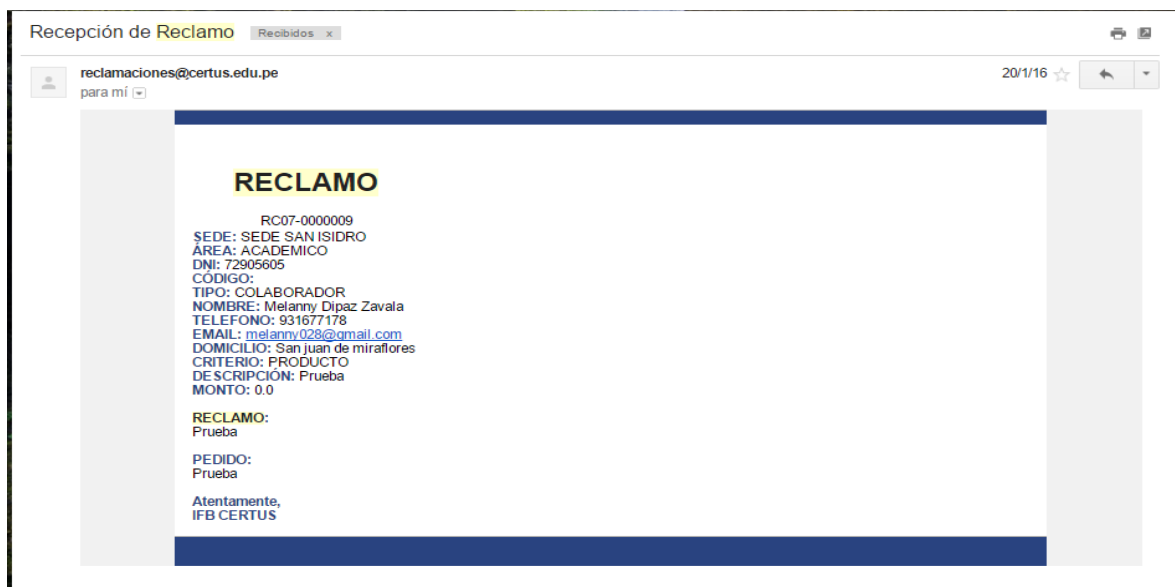 Recepción de Reclamo Recibidos x
reclamaciones@certus.edu.pe 20/1/16
para mí
RECLAMO
RC07-0000009
SEDE: SEDE SAN ISIDRO
ÁREA: ACADEMICO
DNI: 72905605
CÓDIGO:
TIPO: COLABORADOR
NOMBRE: Melanny Dipaz Zavala
TELEFONO: 931677178
EMAIL: melanny028@gmail.com
DOMICILIO: San juan de miraflores
CRITERIO: PRODUCTO
DESCRIPCIÓN: Prueba
MONTO: 0.0
RECLAMO:
Prueba
PEDIDO:
Prueba
Atentamente,
IFB CERTUS